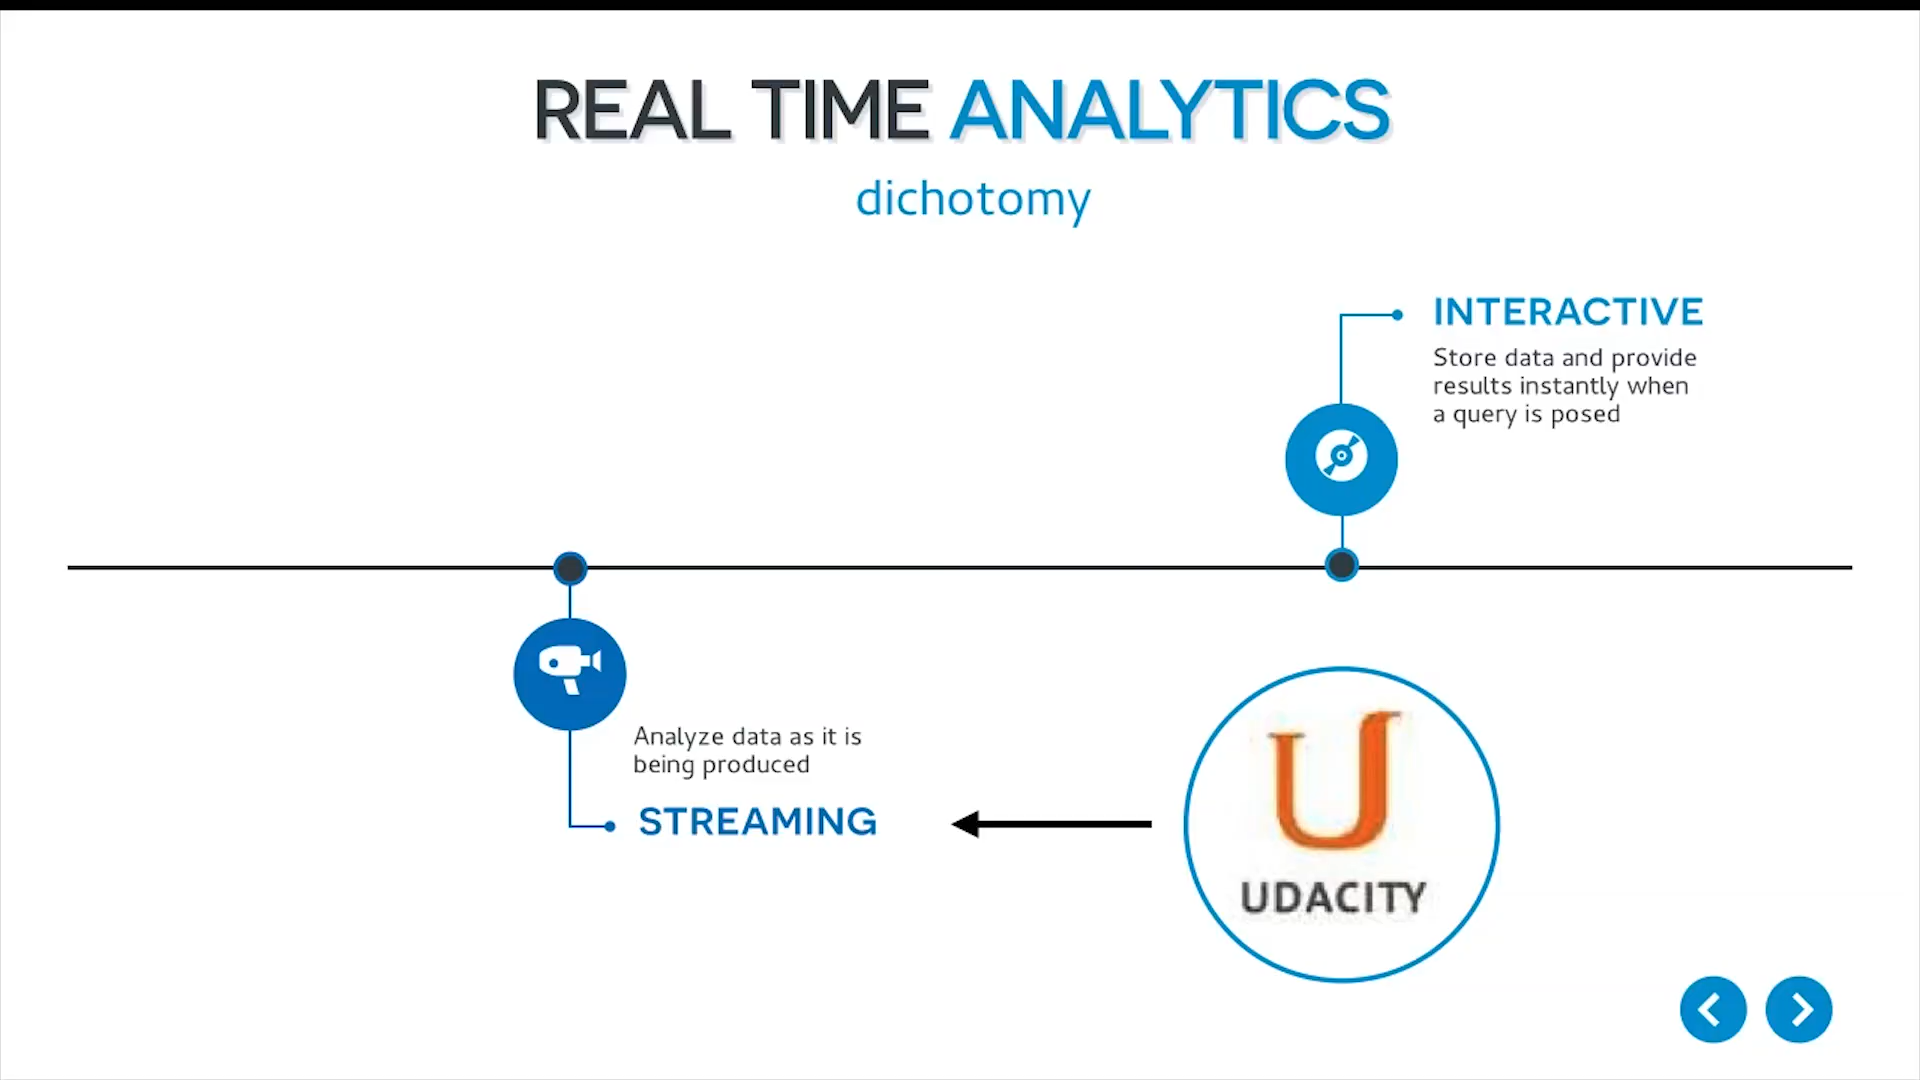 REAL TIME ANALYTICS
dichotomy
INTERACTIVE
Store data and provide
results instantly when
a query is posed
Analyze data as it is
being produced
STREAMING
U
UDACITY